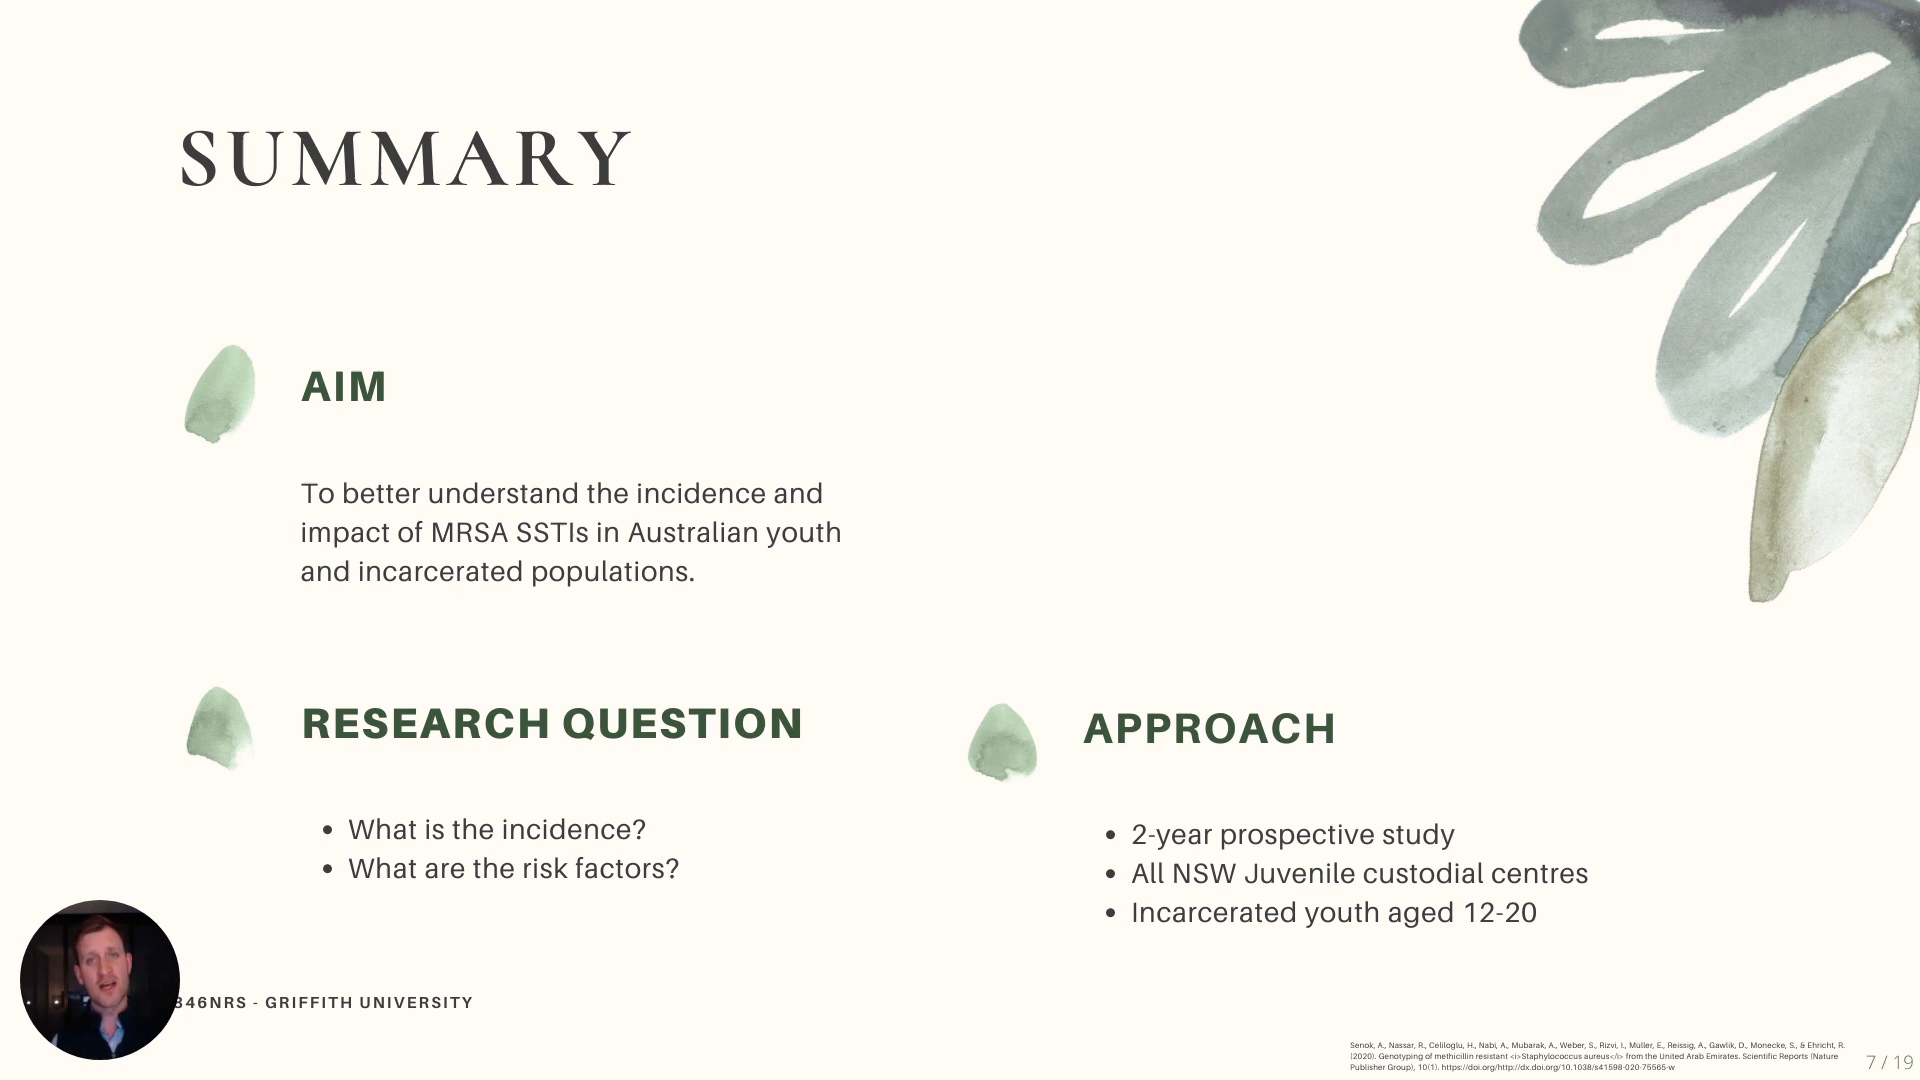 SUMMARY
AIM
To better understand the incidence and
impact of MRSA SSTIs in Australian youth
and incarcerated populations.
RESEARCH QUESTION
• What is the incidence?
• What are the risk factors?
APPROACH
• 2-year prospective study
• All NSW Juvenile custodial centres
• Incarcerated youth aged 12-20
346NRS - GRIFFITH UNIVERSITY
Senok, A., Nassar, R., Celiloglu, H., Nabi, A., Mubarak, A., Weber, S., Rizvi, I., Müller, E., Reissig, A., Gawlik, D., Monecke, S., & Ehricht, R.
(2020). Genotyping of methicillin resistant <i>Staphylococcus aureus</i> from the United Arab Emirates. Scientific Reports (Nature
Publisher Group), 10(1). https://doi.org/http://dx.doi.org/10.1038/s41598-020-75565-w
7 / 19